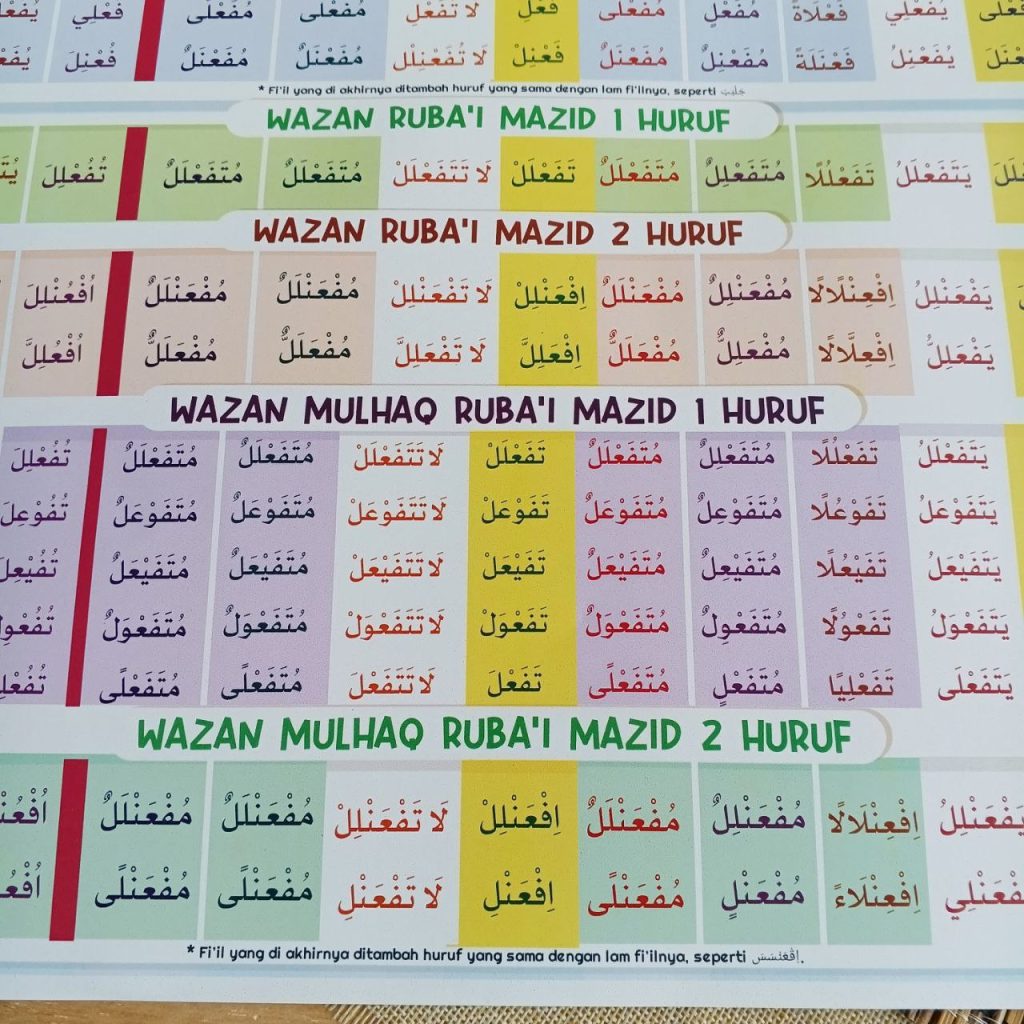 يُفْعَلِي فَعْلَاةً مُفَعْلٍ مُفَعْلًى فَعْلِ لَا تُفَعْلِ مُفَعْلًى مُفَعْلًى فُعْلِي
يُفَعْنِلُ فَعْنَلَةً مُفَعْنِلٌ مُفَعْنَلٌ فَعْنِلْ لَا تُفَعْنِلْ مُفَعْنَلٌ مُفَعْنَلٌ فُعْنِلَ
* Fi'il yang di akhirnya ditambah huruf yang sama dengan lam fi'ilnya, seperti
WAZAN RUBA'I MAZID 1 HURUF
يَتَفَعْلَلُ تَفَعْلُلًا مُتَفَعْلِلٌ مُتَفَعْلَلٌ تَفَعْلَلْ لَا تَتَفَعْلَلْ مُتَفَعْلَلٌ مُتَفَعْلَلٌ تُفُعْلِلَ
WAZAN RUBA'I MAZID 2 HURUF
يَفْعَنْلِلُ اِفْعِنْلَالًا مُفْعَنْلِلٌ مُفْعَنْلَلٌ اِفْعَنْلِلْ لَا تَفْعَنْلِلْ مُفْعَنْلَلٌ مُفْعَنْلَلٌ اُفْعُنْلِلَ
يَفْعَلِلُّ اِفْعِلَّالًا مُفْعَلِلٌّ مُفْعَلَلٌّ اِفْعَلِلَّ لَا تَفْعَلِلَّ مُفْعَلَلٌّ مُفْعَلَلٌّ اُفْعُلِلَّ
WAZAN MULHAQ RUBA'I MAZID 1 HURUF
يَتَفَعْلَلُ تَفَعْلُلًا مُتَفَعْلِلٌ مُتَفَعْلَلٌ تَفَعْلَلْ لَا تَتَفَعْلَلْ مُتَفَعْلَلٌ مُتَفَعْلَلٌ تُفُعْلِلَ
يَتَفَوْعَلُ تَفَوْعُلًا مُتَفَوْعِلٌ مُتَفَوْعَلٌ تَفَوْعَلْ لَا تَتَفَوْعَلْ مُتَفَوْعَلٌ مُتَفَوْعَلٌ تُفُوْعِلَ
يَتَفَيْعَلُ تَفَيْعُلًا مُتَفَيْعِلٌ مُتَفَيْعَلٌ تَفَيْعَلْ لَا تَتَفَيْعَلْ مُتَفَيْعَلٌ مُتَفَيْعَلٌ تُفُيْعِلَ
يَتَفَعْوَلُ تَفَعْوُلًا مُتَفَعْوِلٌ مُتَفَعْوَلٌ تَفَعْوَلْ لَا تَتَفَعْوَلْ مُتَفَعْوَلٌ مُتَفَعْوَلٌ تُفُعْوِلَ
يَتَفَعْلَى تَفَعْلِيًا مُتَفَعْلٍ مُتَفَعْلًى تَفَعْلَ لَا تَتَفَعْلَ مُتَفَعْلًى مُتَفَعْلًى
WAZAN MULHAQ RUBA'I MAZID 2 HURUF
يَفْعَنْلِلُ اِفْعِنْلَالًا مُفْعَنْلِلٌ مُفْعَنْلَلٌ اِفْعَنْلِلْ لَا تَفْعَنْلِلْ مُفْعَنْلَلٌ مُفْعَنْلَلٌ
اِفْعِنْلَاءً مُفْعَنْلٍ مُفْعَنْلًى اِفْعَنْلِ لَا تَفْعَنْلِ مُفْعَنْلًى مُفْعَنْلًى
* Fi'il yang di akhirnya ditambah huruf yang sama dengan lam fi'ilnya, seperti اِقْعَنْسَسَ.